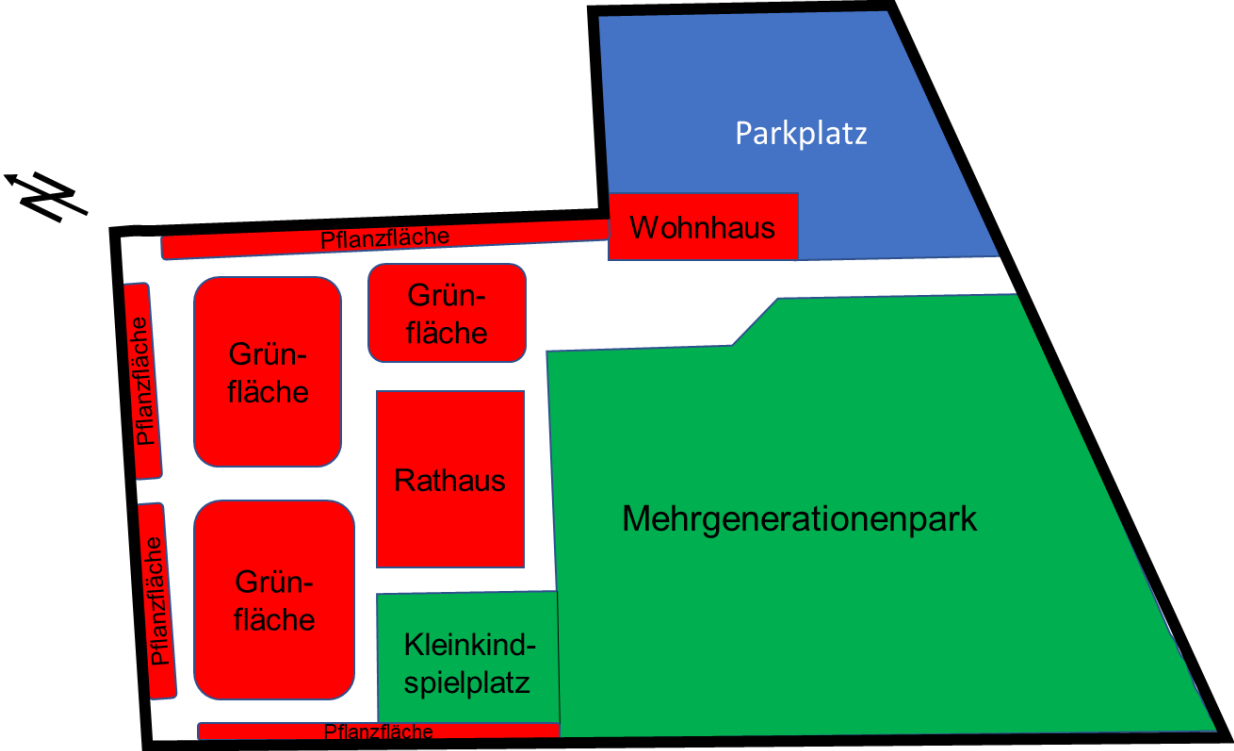 Parkplatz
N
Wohnhaus
Pflanzfläche
Grün-
fläche
Grün-
fläche
Pflanzfläche
Rathaus
Mehrgenerationenpark
Grün-
fläche
Pflanzfläche
Kleinkind-
spielplatz
Pflanzfläche